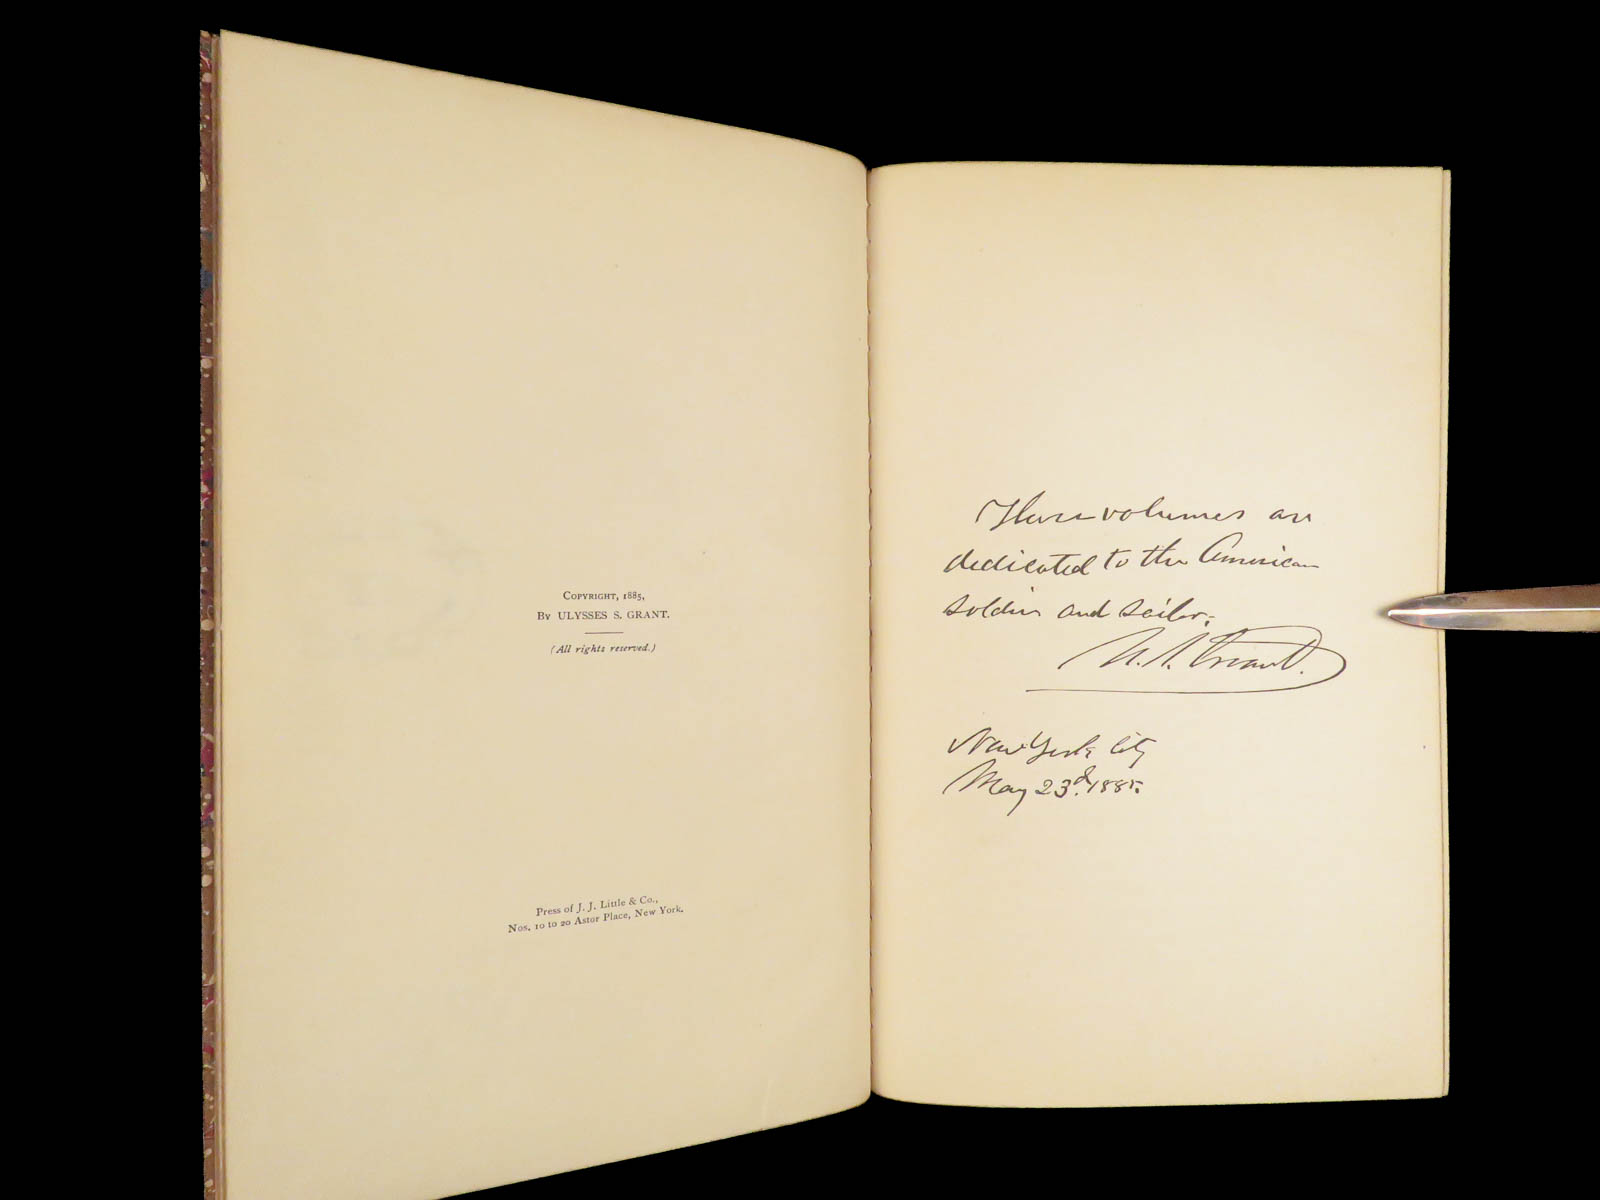 COPYRIGHT, 1885,
BY ULYSSES S. GRANT.
(All rights reserved.)
Press of J. J. Little & Co.,
Nos. 10 to 20 Astor Place, New York.
These volumes are
dedicated to the American
soldier and sailor.
U. S. Grant.
New York City
May 23d. 1885.